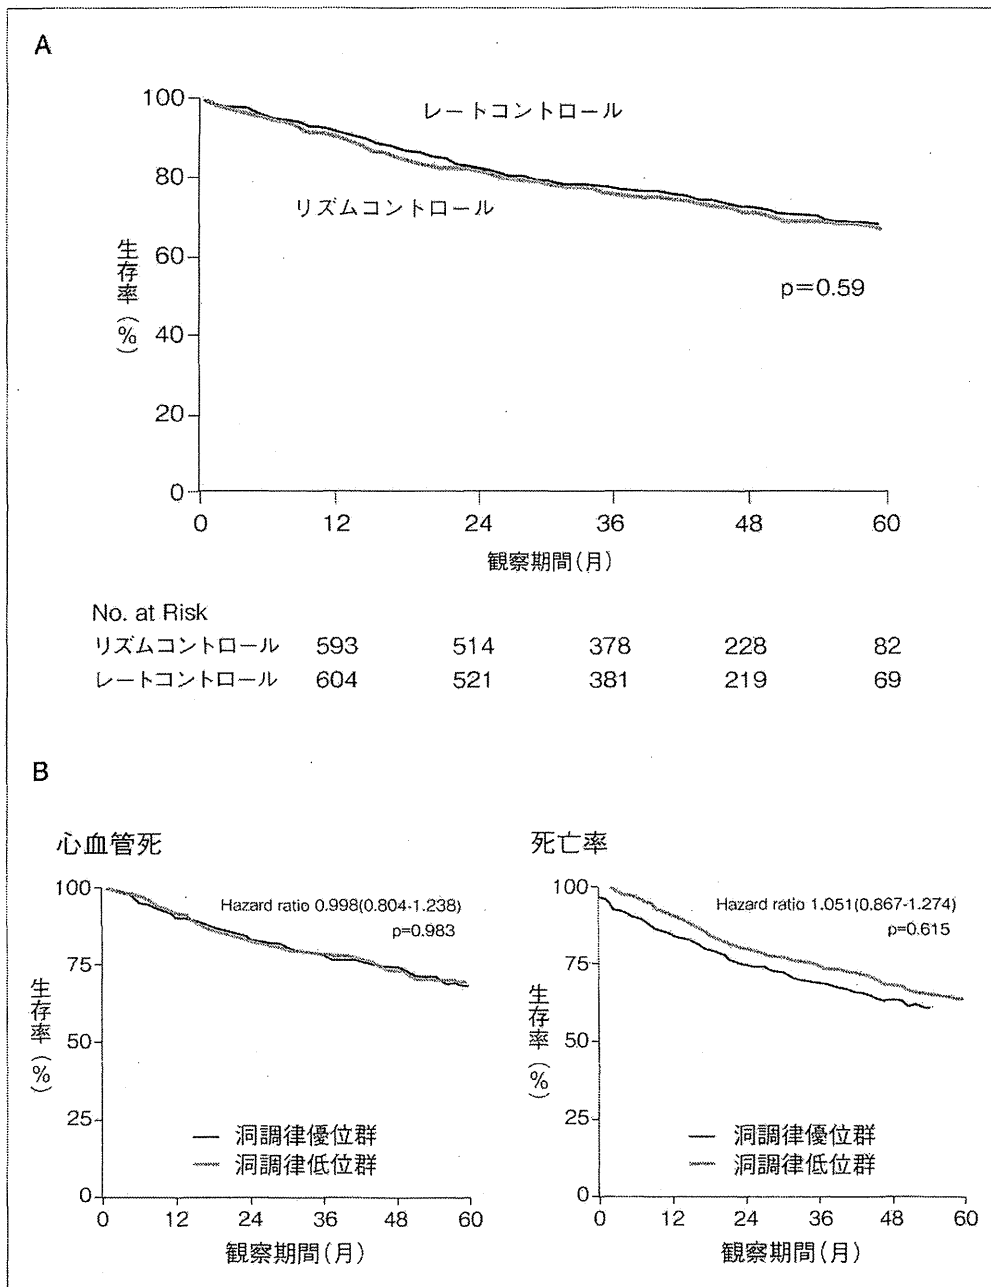 A
100
80
60
40
20
0
レートコントロール
リズムコントロール
p=0.59
生存率(%)
0 12 24 36 48 60
観察期間(月)
No. at Risk
リズムコントロール 593 514 378 228 82
レートコントロール 604 521 381 219 69
B
心血管死
100
75
50
25
0
Hazard ratio 0.998(0.804-1.238)
p=0.983
生存率(%)
洞調律優位群
洞調律低位群
0 12 24 36 48 60
観察期間(月)
死亡率
100
75
50
25
0
Hazard ratio 1.051(0.867-1.274)
p=0.615
生存率(%)
洞調律優位群
洞調律低位群
0 12 24 36 48 60
観察期間(月)